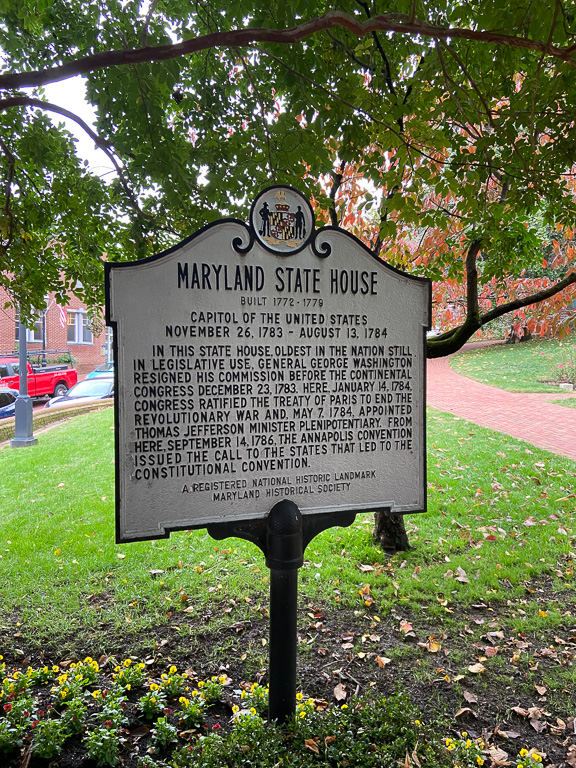 MARYLAND STATE HOUSE
BUILT 1772-1779
CAPITOL OF THE UNITED STATES
NOVEMBER 26, 1783 – AUGUST 13, 1784
IN THIS STATE HOUSE, OLDEST IN THE NATION STILL
IN LEGISLATIVE USE, GENERAL GEORGE WASHINGTON
RESIGNED HIS COMMISSION BEFORE THE CONTINENTAL
CONGRESS DECEMBER 23, 1783. HERE, JANUARY 14, 1784,
CONGRESS RATIFIED THE TREATY OF PARIS TO END THE
REVOLUTIONARY WAR AND, MAY 7, 1784, APPOINTED
THOMAS JEFFERSON MINISTER PLENIPOTENTIARY. FROM
HERE, SEPTEMBER 14, 1786, THE ANNAPOLIS CONVENTION
ISSUED THE CALL TO THE STATES THAT LED TO THE
CONSTITUTIONAL CONVENTION.
A REGISTERED NATIONAL HISTORIC LANDMARK
MARYLAND HISTORICAL SOCIETY